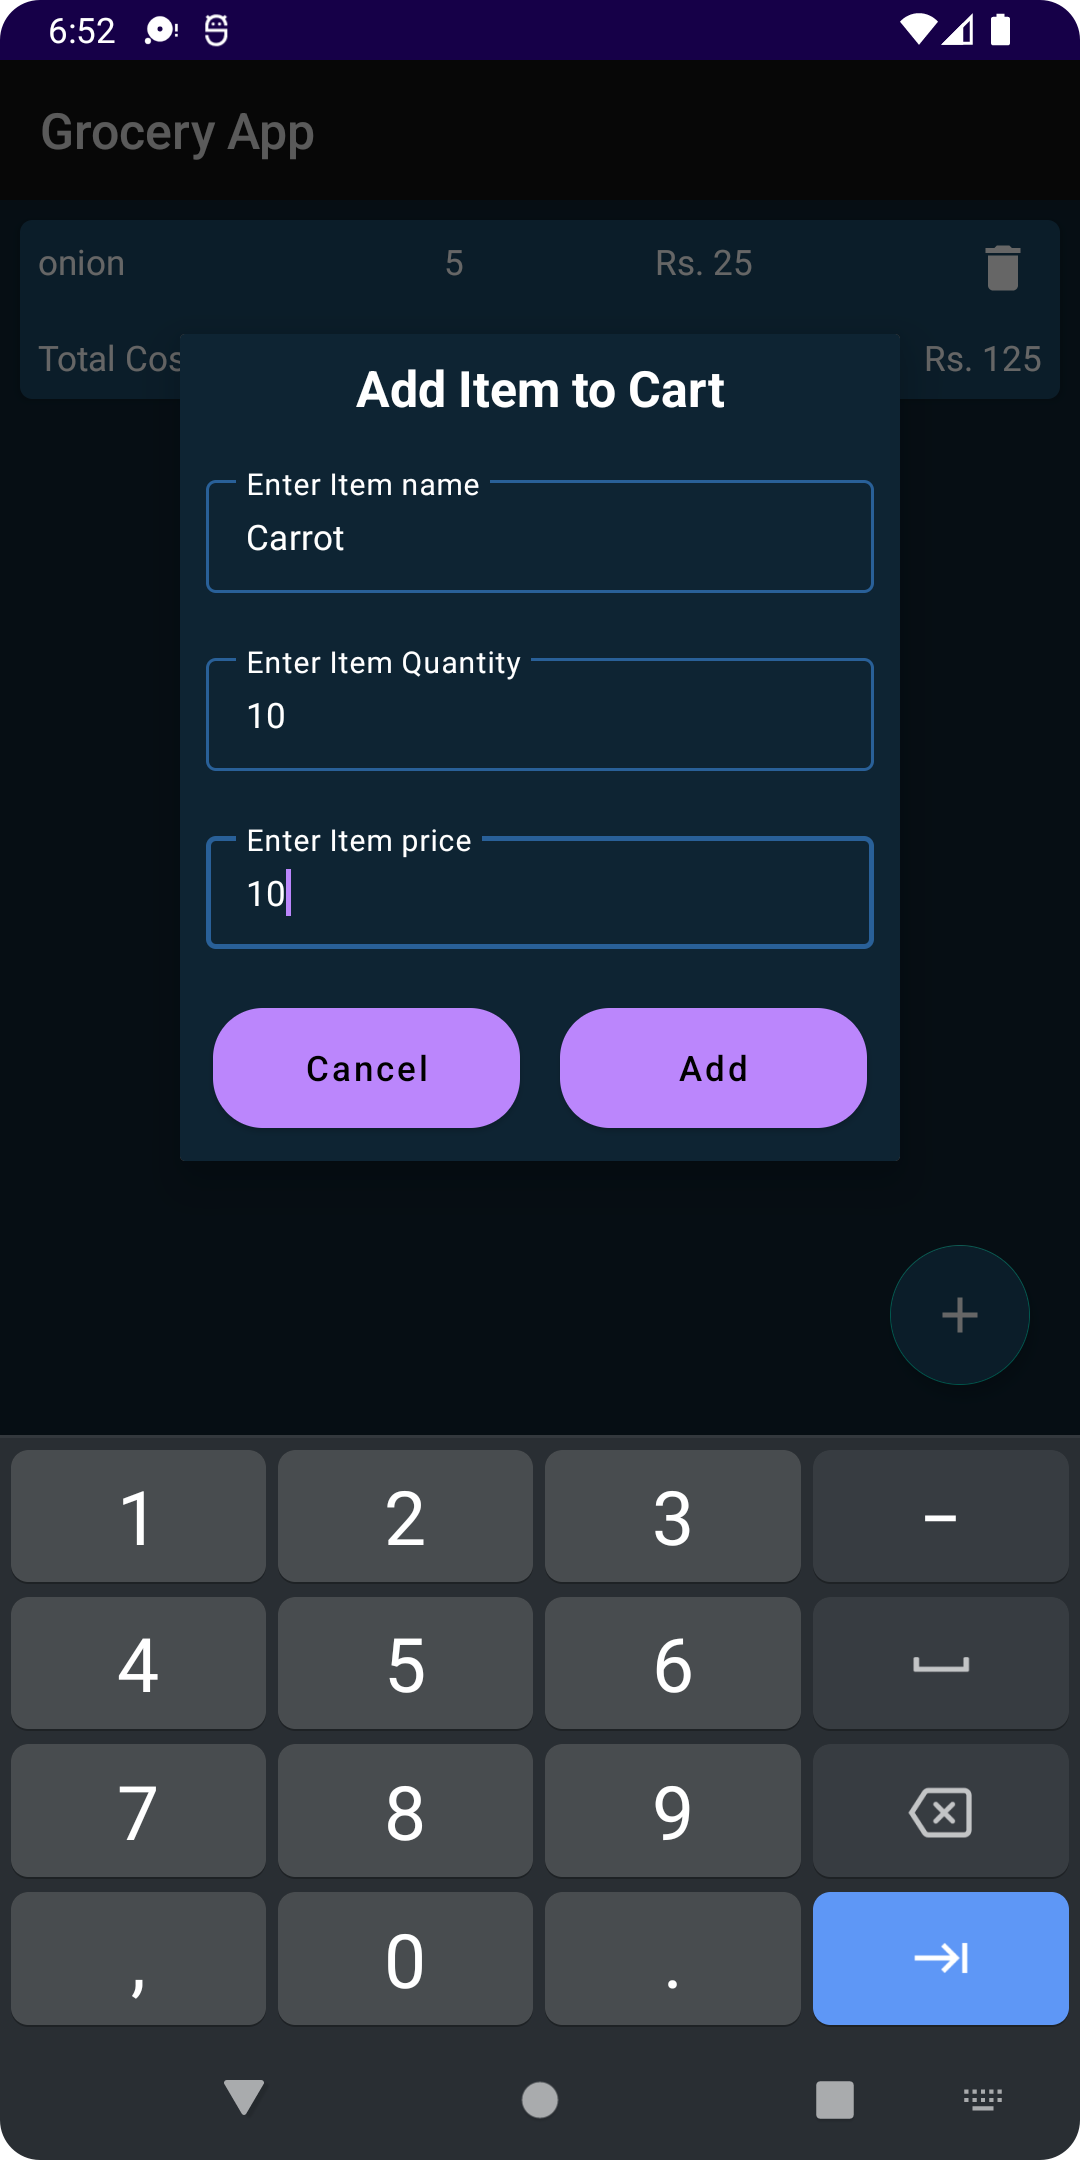 6:52
Grocery App
onion 5 Rs. 25
Total Cos Rs. 125
Add Item to Cart
Enter Item name
Carrot
Enter Item Quantity
10
Enter Item price
10
Cancel Add
1 2 3 –
4 5 6
7 8 9
, 0 .